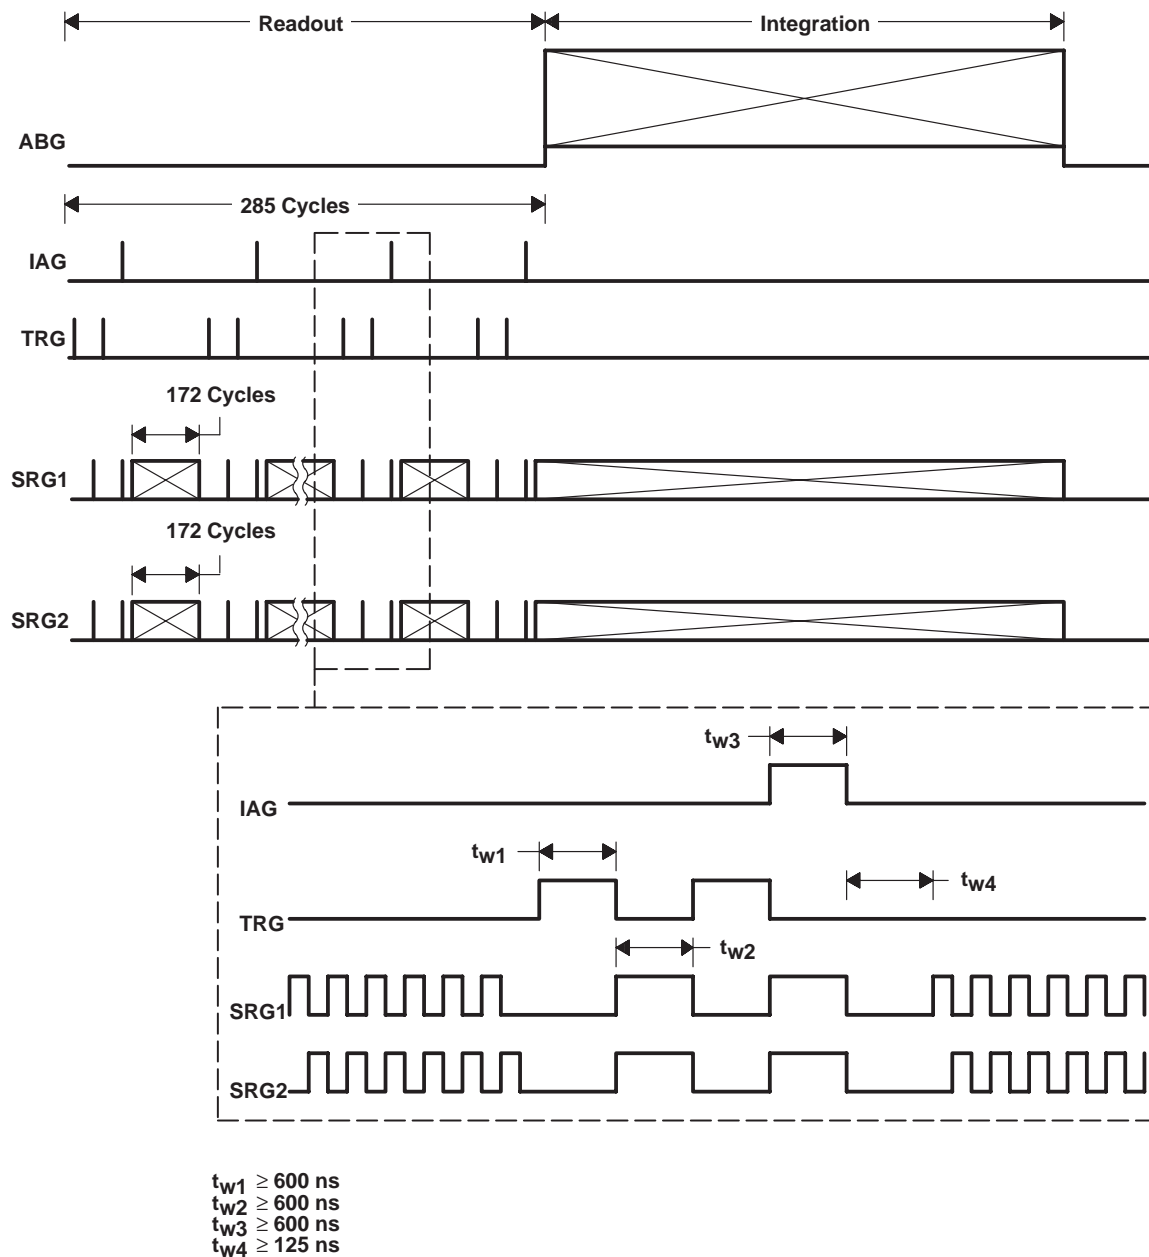 Readout
Integration
ABG
285 Cycles
IAG
TRG
172 Cycles
SRG1
172 Cycles
SRG2
tw3
IAG
tw1
tw4
TRG
tw2
SRG1
SRG2
tw1 ≥ 600 ns
tw2 ≥ 600 ns
tw3 ≥ 600 ns
tw4 ≥ 125 ns